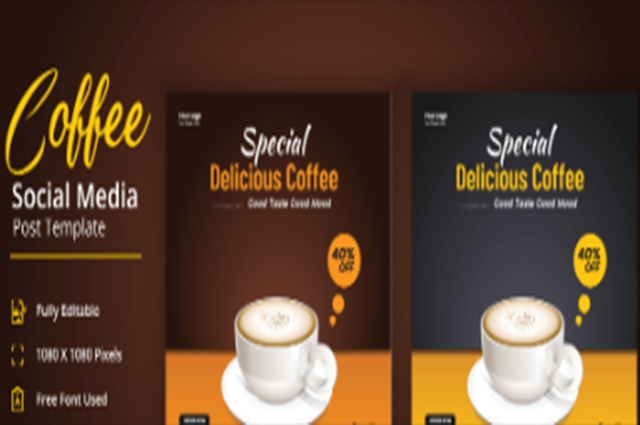 Coffee
Social Media
Post Template
Fully Editable
1080 X 1080 Pixels
Free Font Used
Special
Delicious Coffee
Good Taste Good Mood
40%
OFF
Special
Delicious Coffee
Good Taste Good Mood
40%
OFF